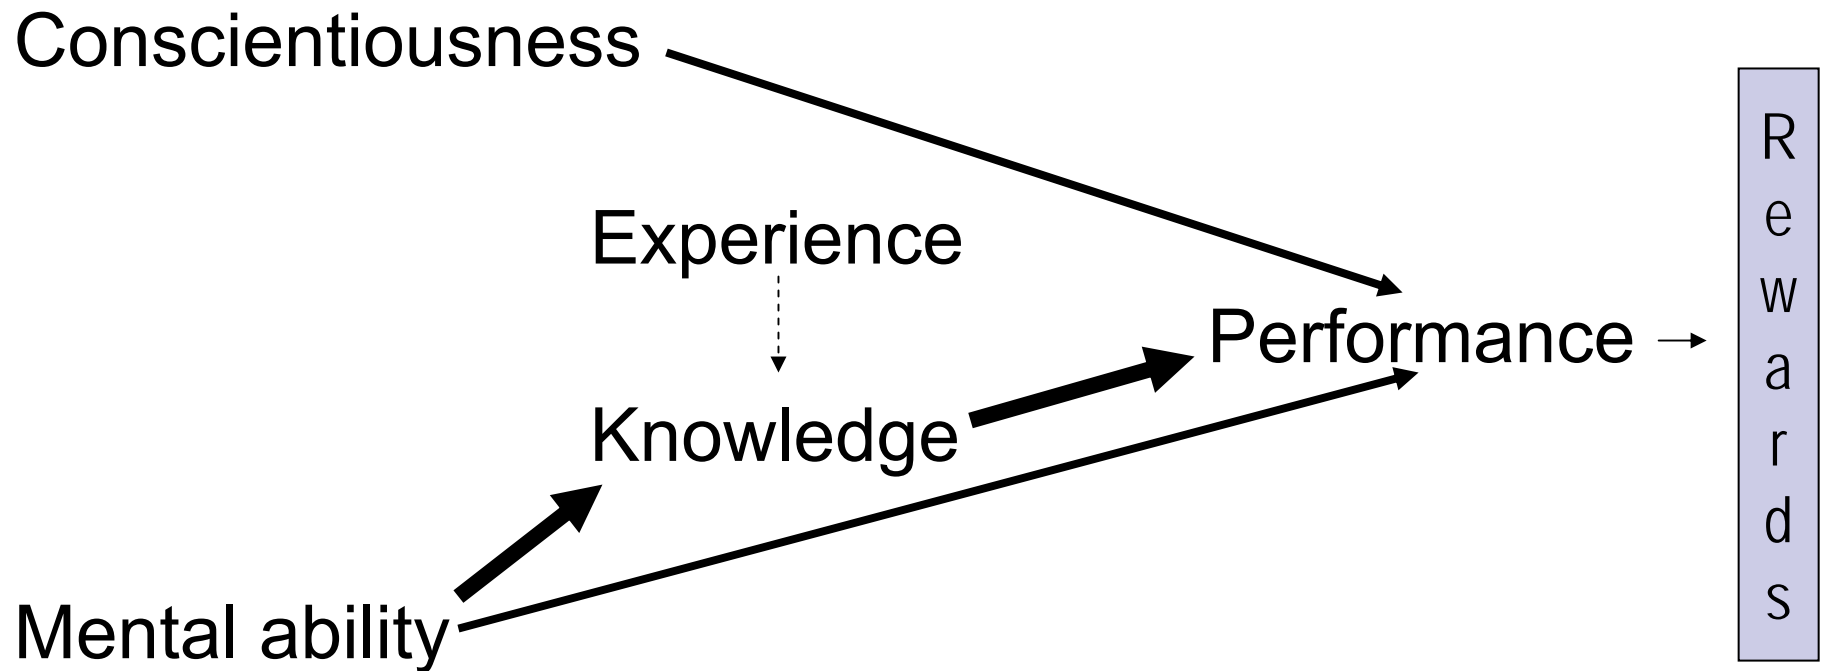 Conscientiousness
Experience
Performance
Knowledge
Mental ability
R
e
w
a
r
d
s